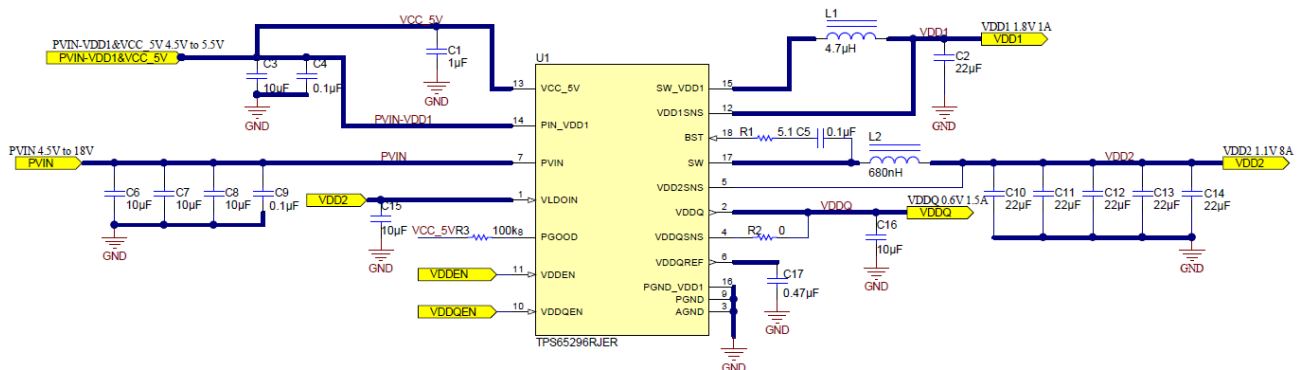 VCC_5V
PVIN-VDD1&VCC_5V 4.5V to 5.5V
PVIN-VDD1&VCC_5V
C3
10µF
C4
0.1µF
GND
C1
1µF
GND
PVIN-VDD1
PVIN 4.5V to 18V
PVIN
PVIN
C6
10µF
C7
10µF
C8
10µF
C9
0.1µF
GND
VDD2
C15
10µF
GND
VCC_5V
R3
100k
VDDEN
VDDQEN
U1
13
VCC_5V
14
PIN_VDD1
7
PVIN
1
VLDOIN
8
PGOOD
11
VDDEN
10
VDDQEN
SW_VDD1
15
VDD1SNS
12
BST
18
SW
17
VDD2SNS
5
VDDQ
2
VDDQSNS
4
VDDQREF
6
PGND_VDD1
16
PGND
9
AGND
3
TPS65296RJER
L1
4.7µH
VDD1
VDD1 1.8V 1A
VDD1
C2
22µF
GND
R1
5.1
C5
0.1µF
L2
680nH
VDD2
VDD2 1.1V 8A
VDD2
C10
22µF
C11
22µF
C12
22µF
C13
22µF
C14
22µF
GND
VDDQ
VDDQ 0.6V 1.5A
VDDQ
R2
0
C16
10µF
GND
C17
0.47µF
GND
GND